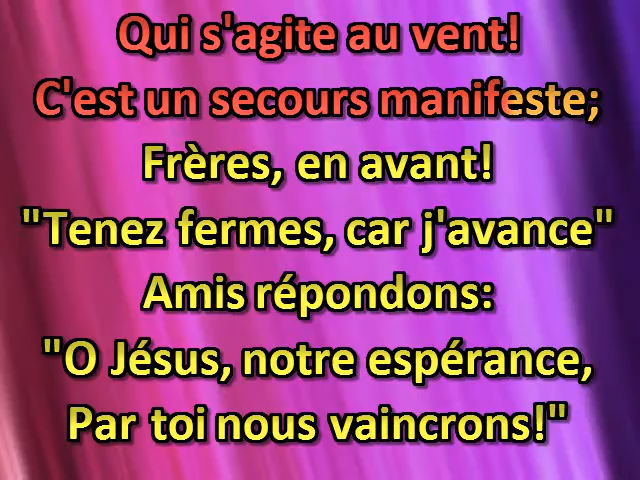 Qui s'agite au vent!
C'est un secours manifeste;
Frères, en avant!
"Tenez fermes, car j'avance"
Amis répondons:
"O Jésus, notre espérance,
Par toi nous vaincrons!"